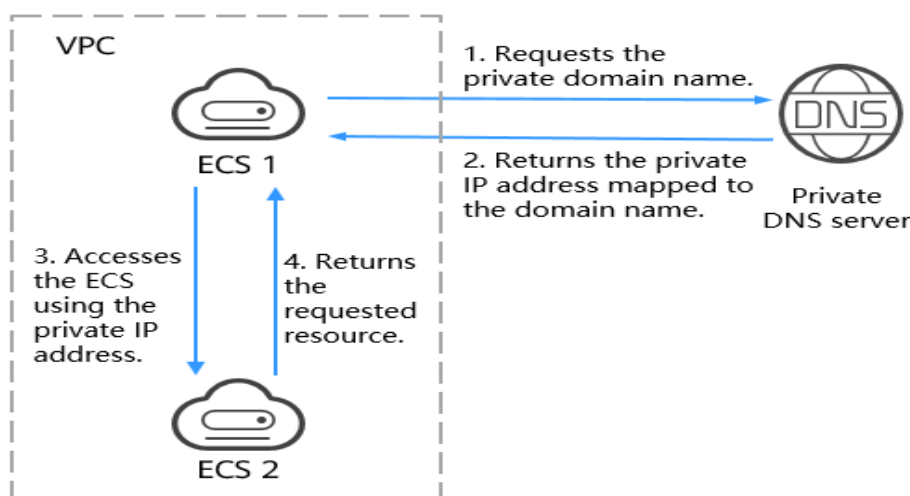 VPC
1. Requests the
private domain name.
DNS
ECS 1
2. Returns the private
IP address mapped to
the domain name.
Private
DNS server
3. Accesses
the ECS
using the
private IP
address.
4. Returns
the
requested
resource.
ECS 2